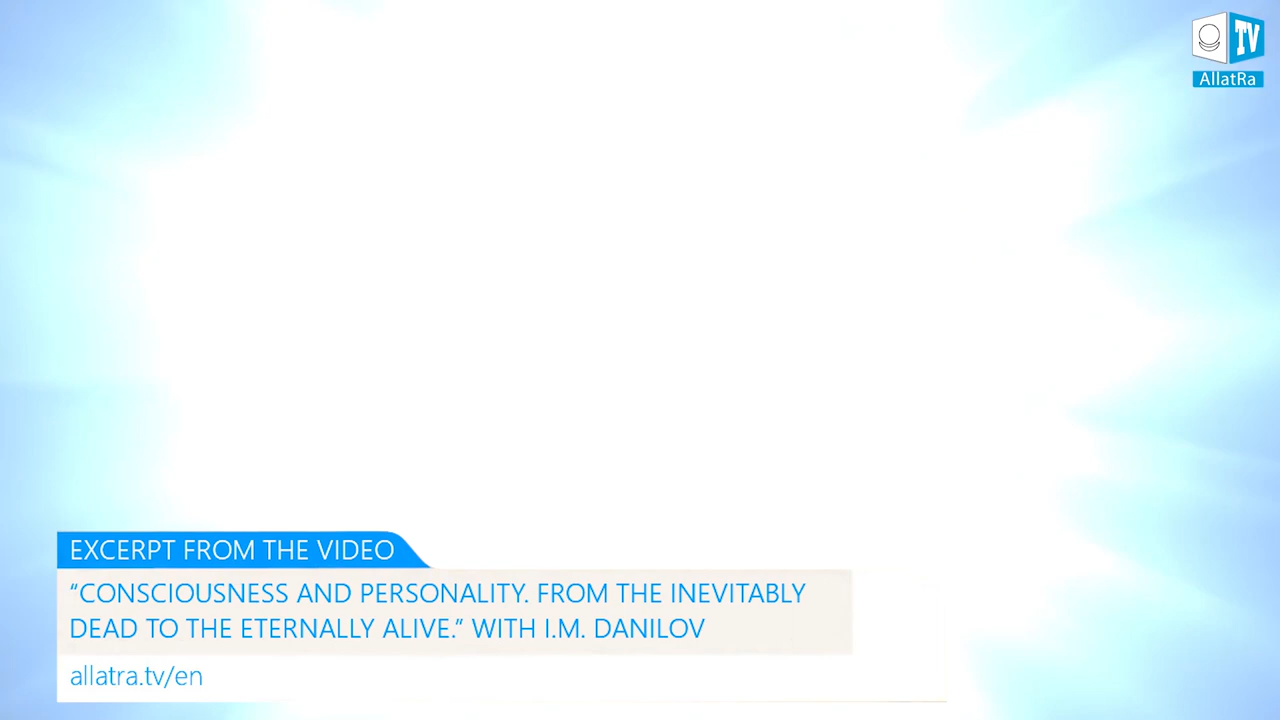 TV
AllatRa
EXCERPT FROM THE VIDEO
“CONSCIOUSNESS AND PERSONALITY. FROM THE INEVITABLY
DEAD TO THE ETERNALLY ALIVE.“ WITH I.M. DANILOV
allatra.tv/en